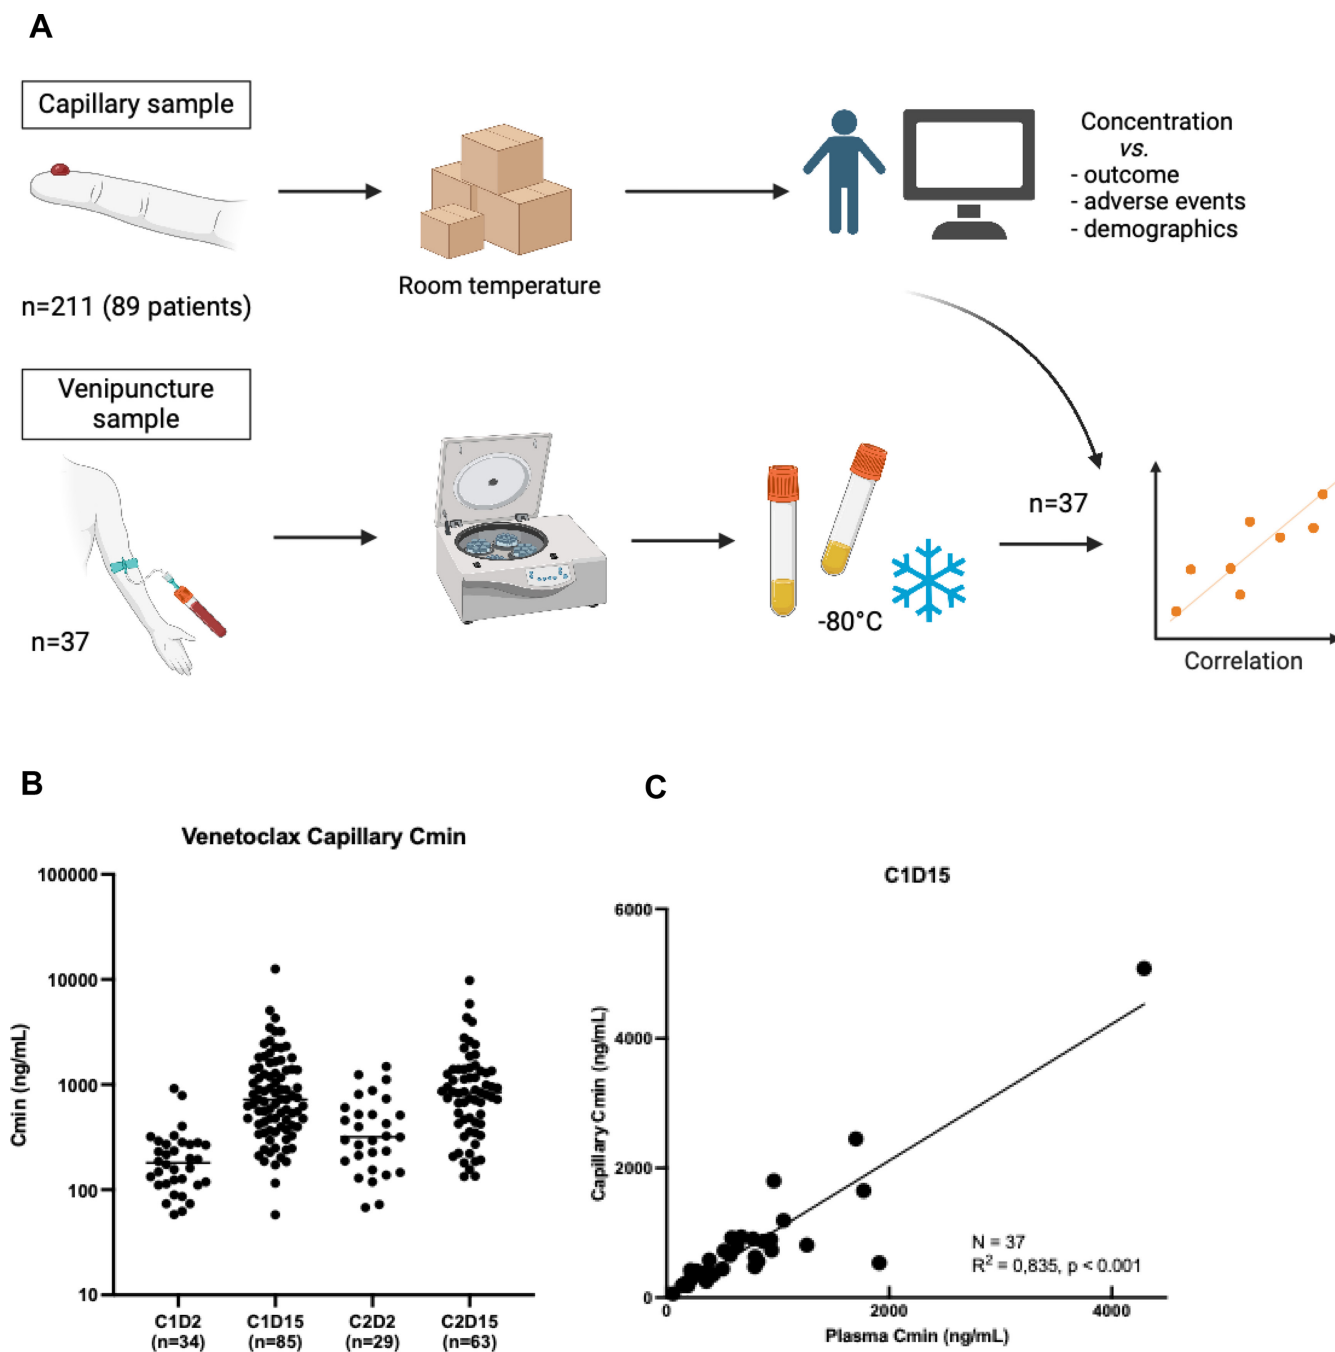 A
Capillary sample
n=211 (89 patients)
Room temperature
Concentration
vs.
- outcome
- adverse events
- demographics
Venipuncture
sample
n=37
-80°C
n=37
Correlation
B
Venetoclax Capillary Cmin
Cmin (ng/mL)
100000
10000
1000
100
10
C1D2
(n=34)
C1D15
(n=85)
C2D2
(n=29)
C2D15
(n=63)
C
C1D15
Capillary Cmin (ng/mL)
6000
4000
2000
0
0
2000
4000
N = 37
R² = 0,835, p < 0.001
Plasma Cmin (ng/mL)